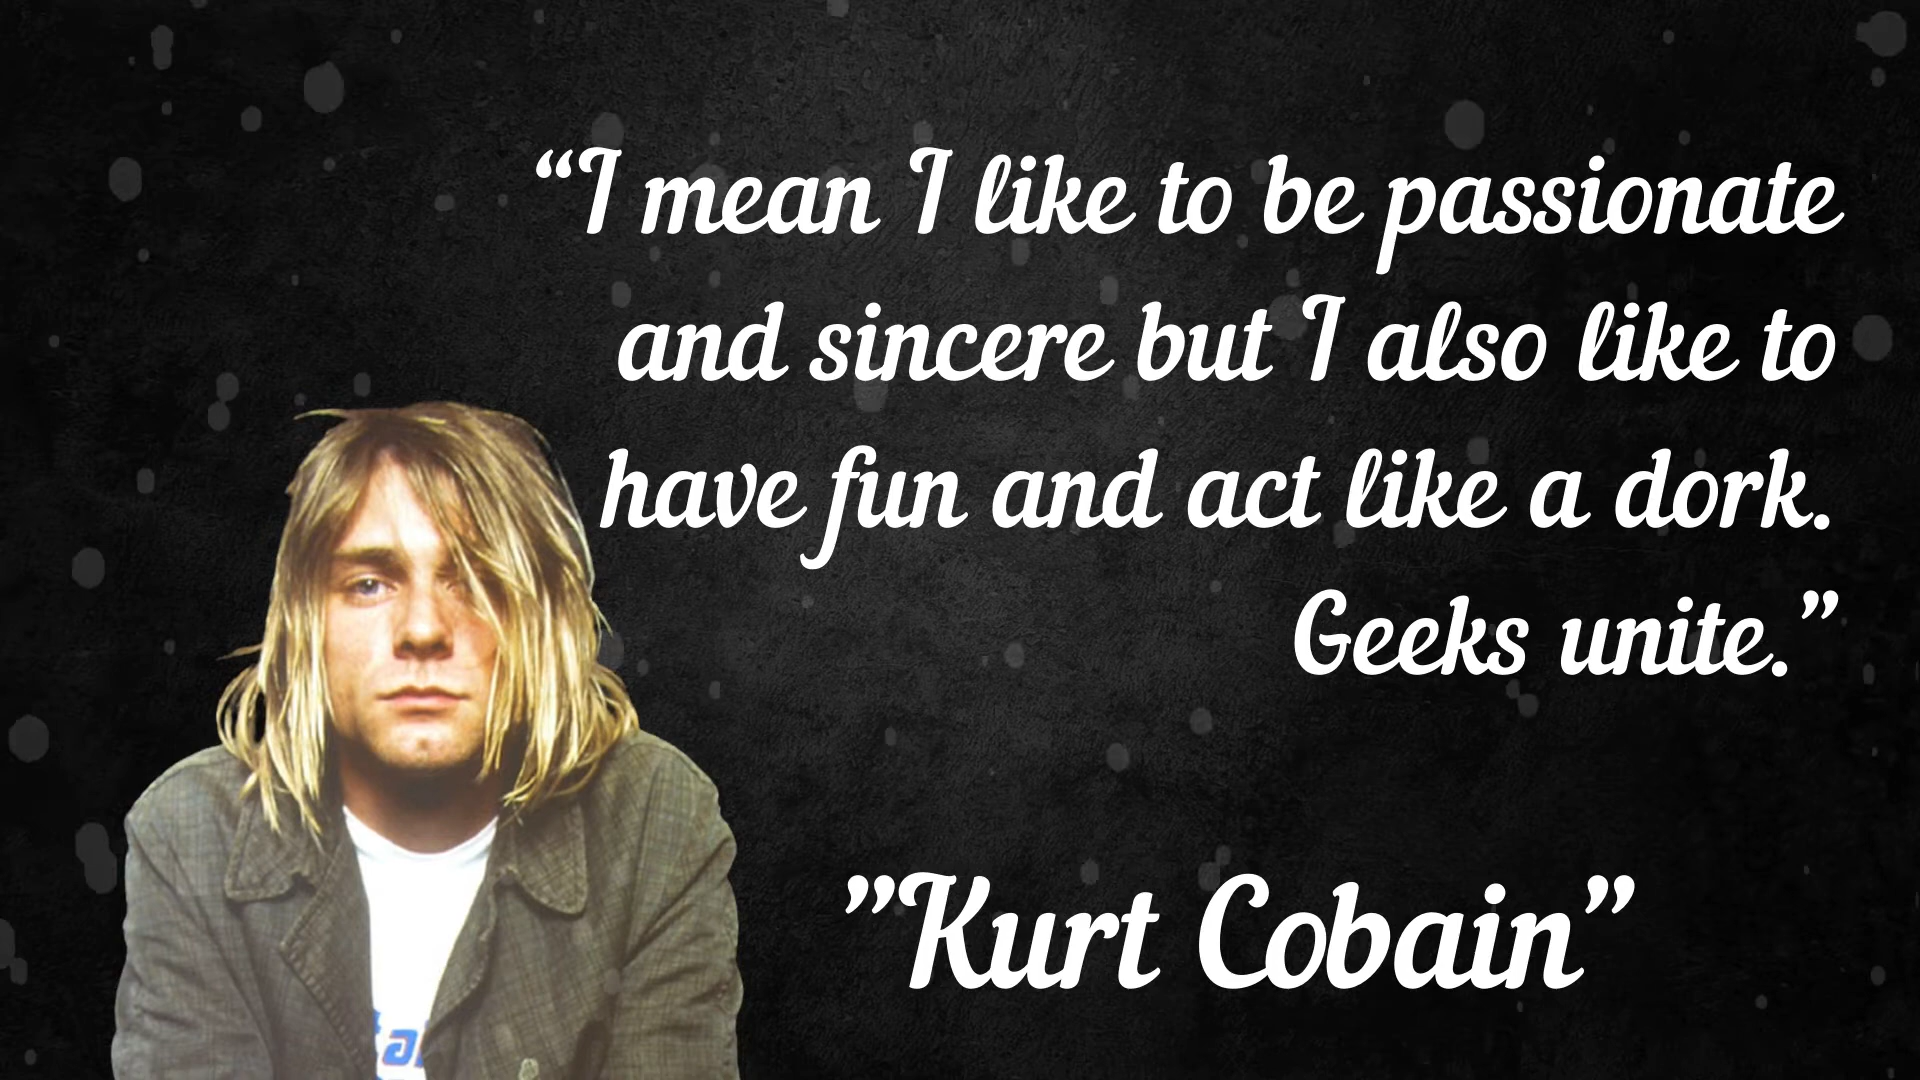 “I mean I like to be passionate
and sincere but I also like to
have fun and act like a dork.
Geeks unite.”
”Kurt Cobain”